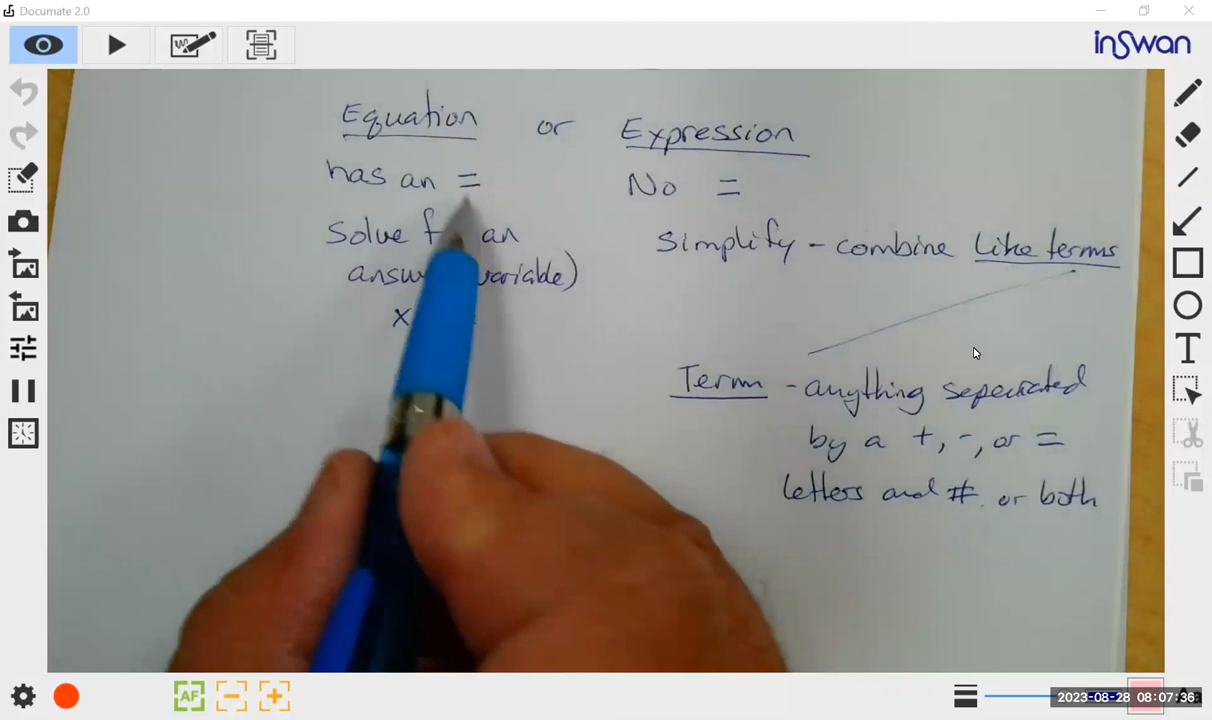 Documate 2.0
inSwan
Equation or Expression
has an = No =
Solve f an Simplify - combine like terms
answ variable)
x
Term - anything seperated
by a +, -, or =
letters and #. or both
AF
2023-08-28 08:07:36